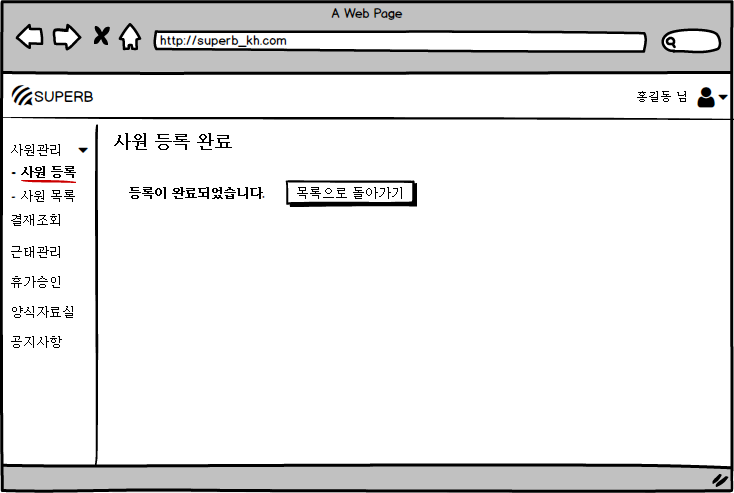 A Web Page
http://superb_kh.com
SUPERB
홍길동 님
사원관리
- 사원 등록
- 사원 목록
결재조회
근태관리
휴가승인
양식자료실
공지사항
사원 등록 완료
등록이 완료되었습니다.
목록으로 돌아가기